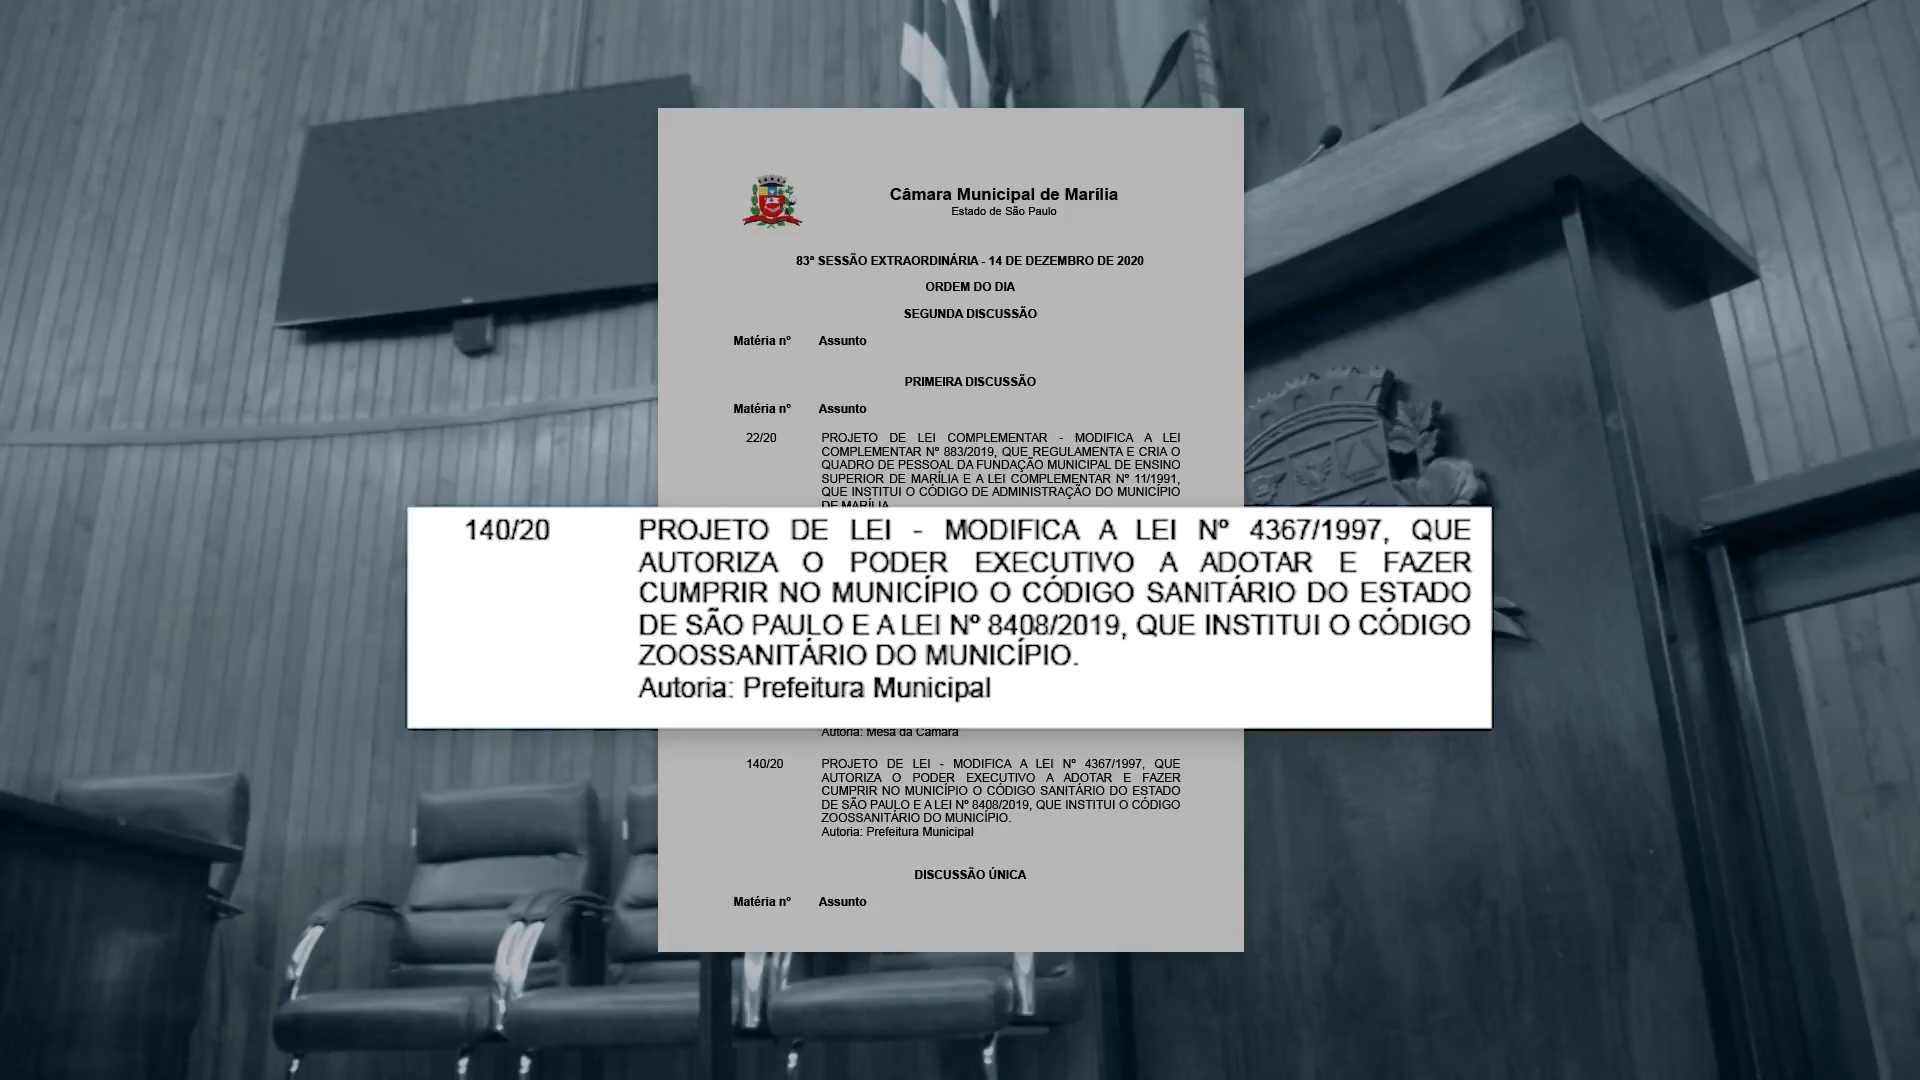 Câmara Municipal de Marília
Estado de São Paulo
83ª SESSÃO EXTRAORDINÁRIA - 14 DE DEZEMBRO DE 2020
ORDEM DO DIA
SEGUNDA DISCUSSÃO
Matéria nº Assunto
PRIMEIRA DISCUSSÃO
Matéria nº Assunto
22/20 PROJETO DE LEI COMPLEMENTAR - MODIFICA A LEI
COMPLEMENTAR Nº 883/2019, QUE REGULAMENTA E CRIA O
QUADRO DE PESSOAL DA FUNDAÇÃO MUNICIPAL DE ENSINO
SUPERIOR DE MARÍLIA E A LEI COMPLEMENTAR Nº 11/1991,
QUE INSTITUI O CÓDIGO DE ADMINISTRAÇÃO DO MUNICÍPIO
DE MARÍLIA
140/20 PROJETO DE LEI - MODIFICA A LEI Nº 4367/1997, QUE
AUTORIZA O PODER EXECUTIVO A ADOTAR E FAZER
CUMPRIR NO MUNICÍPIO O CÓDIGO SANITÁRIO DO ESTADO
DE SÃO PAULO E A LEI Nº 8408/2019, QUE INSTITUI O CÓDIGO
ZOOSSANITÁRIO DO MUNICÍPIO.
Autoria: Prefeitura Municipal
Autoria: Mesa da Câmara
140/20 PROJETO DE LEI - MODIFICA A LEI Nº 4367/1997, QUE
AUTORIZA O PODER EXECUTIVO A ADOTAR E FAZER
CUMPRIR NO MUNICÍPIO O CÓDIGO SANITÁRIO DO ESTADO
DE SÃO PAULO E A LEI Nº 8408/2019, QUE INSTITUI O CÓDIGO
ZOOSSANITÁRIO DO MUNICÍPIO.
Autoria: Prefeitura Municipal
DISCUSSÃO ÚNICA
Matéria nº Assunto